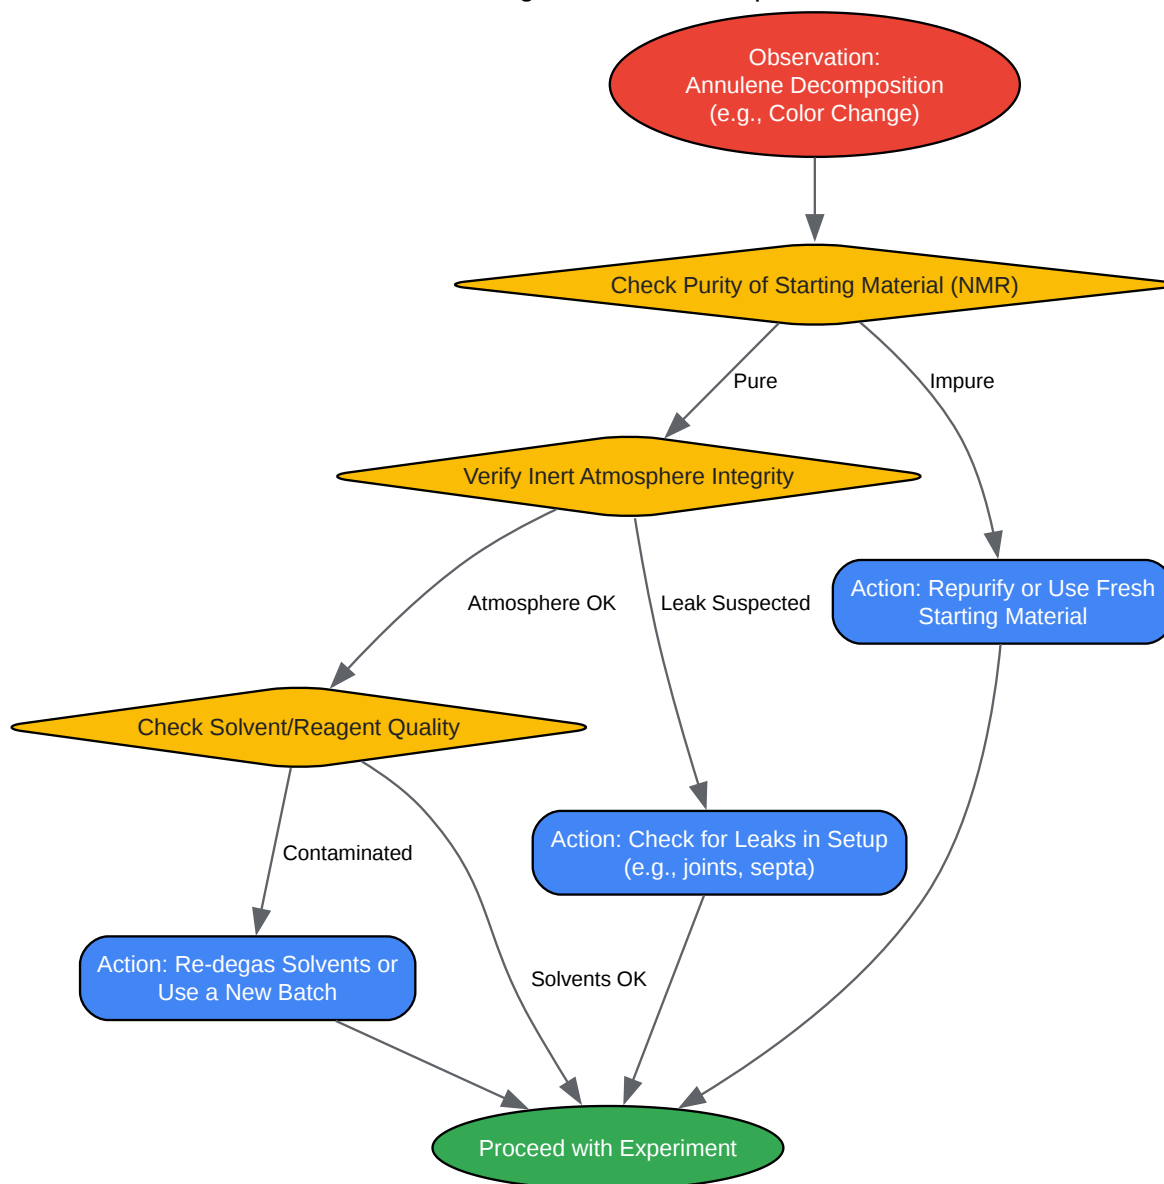 Observation:
Annulene Decomposition
(e.g., Color Change)
Check Purity of Starting Material (NMR)
Pure
Impure
Verify Inert Atmosphere Integrity
Atmosphere OK
Leak Suspected
Action: Repurify or Use Fresh
Starting Material
Check Solvent/Reagent Quality
Contaminated
Action: Check for Leaks in Setup
(e.g., joints, septa)
Action: Re-degas Solvents or
Use a New Batch
Solvents OK
Proceed with Experiment